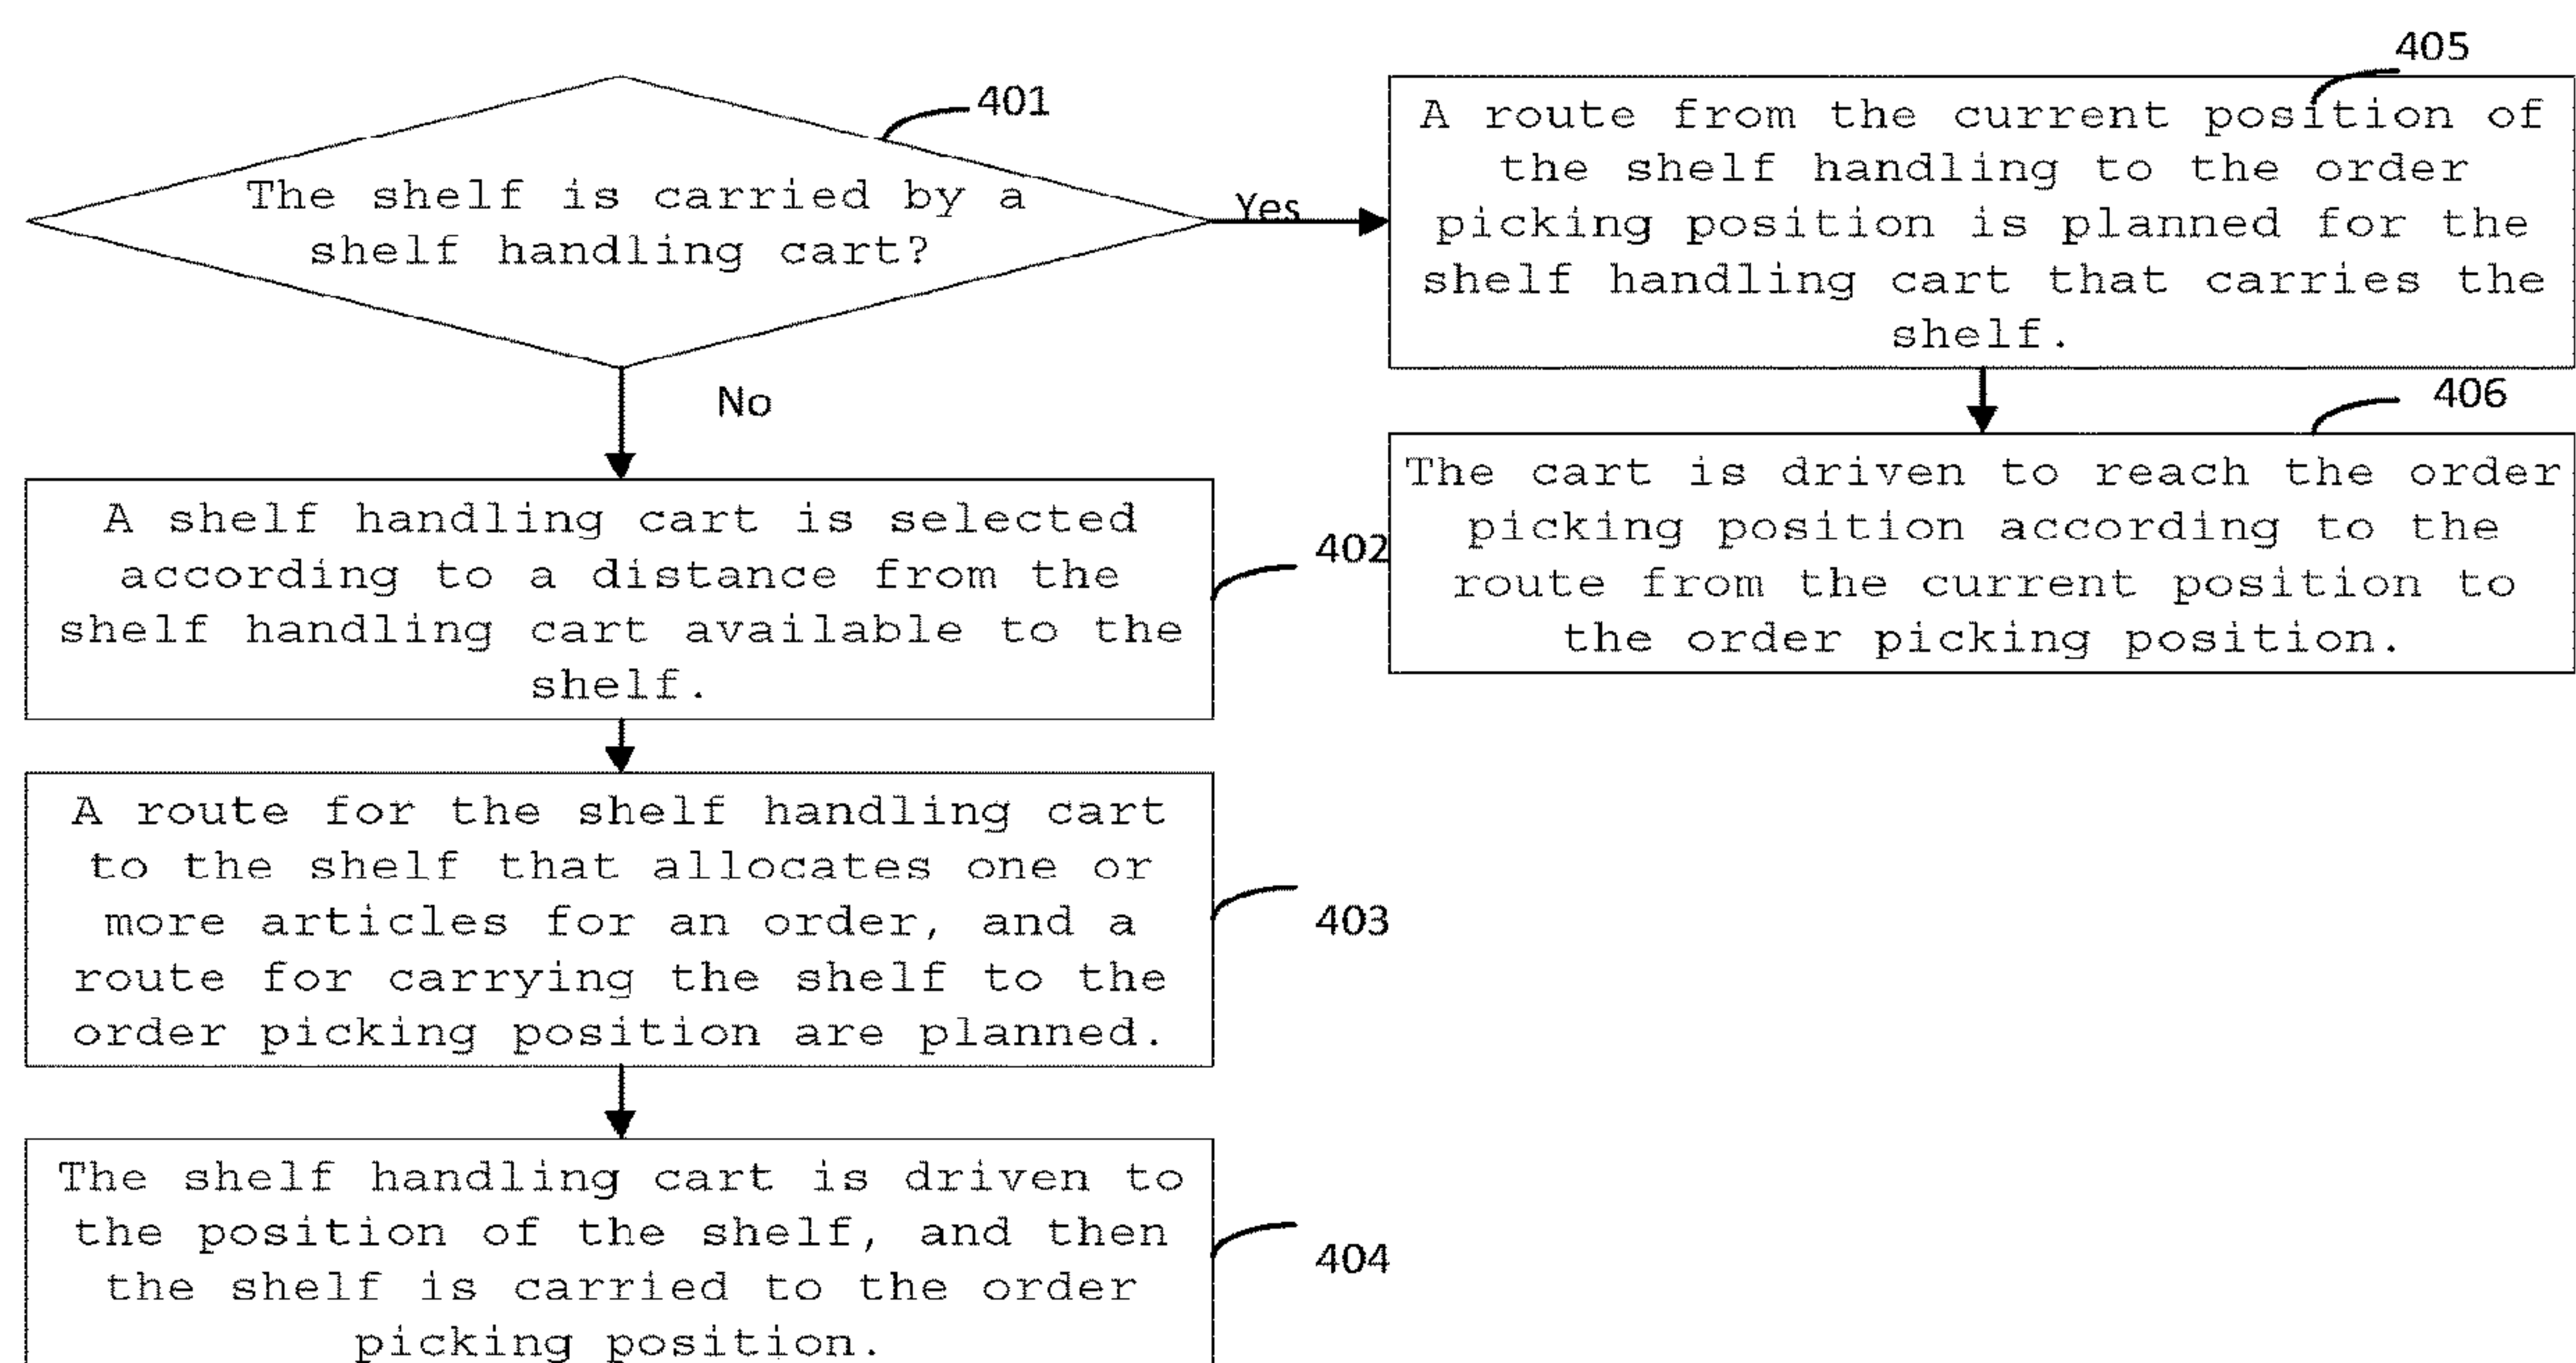 401
The shelf is carried by a
shelf handling cart?
Yes
No
402
A shelf handling cart is selected
according to a distance from the
shelf handling cart available to the
shelf.
403
A route for the shelf handling cart
to the shelf that allocates one or
more articles for an order, and a
route for carrying the shelf to the
order picking position are planned.
404
The shelf handling cart is driven to
the position of the shelf, and then
the shelf is carried to the order
picking position.
405
A route from the current position of
the shelf handling to the order
picking position is planned for the
shelf handling cart that carries the
shelf.
406
The cart is driven to reach the order
picking position according to the
route from the current position to
the order picking position.